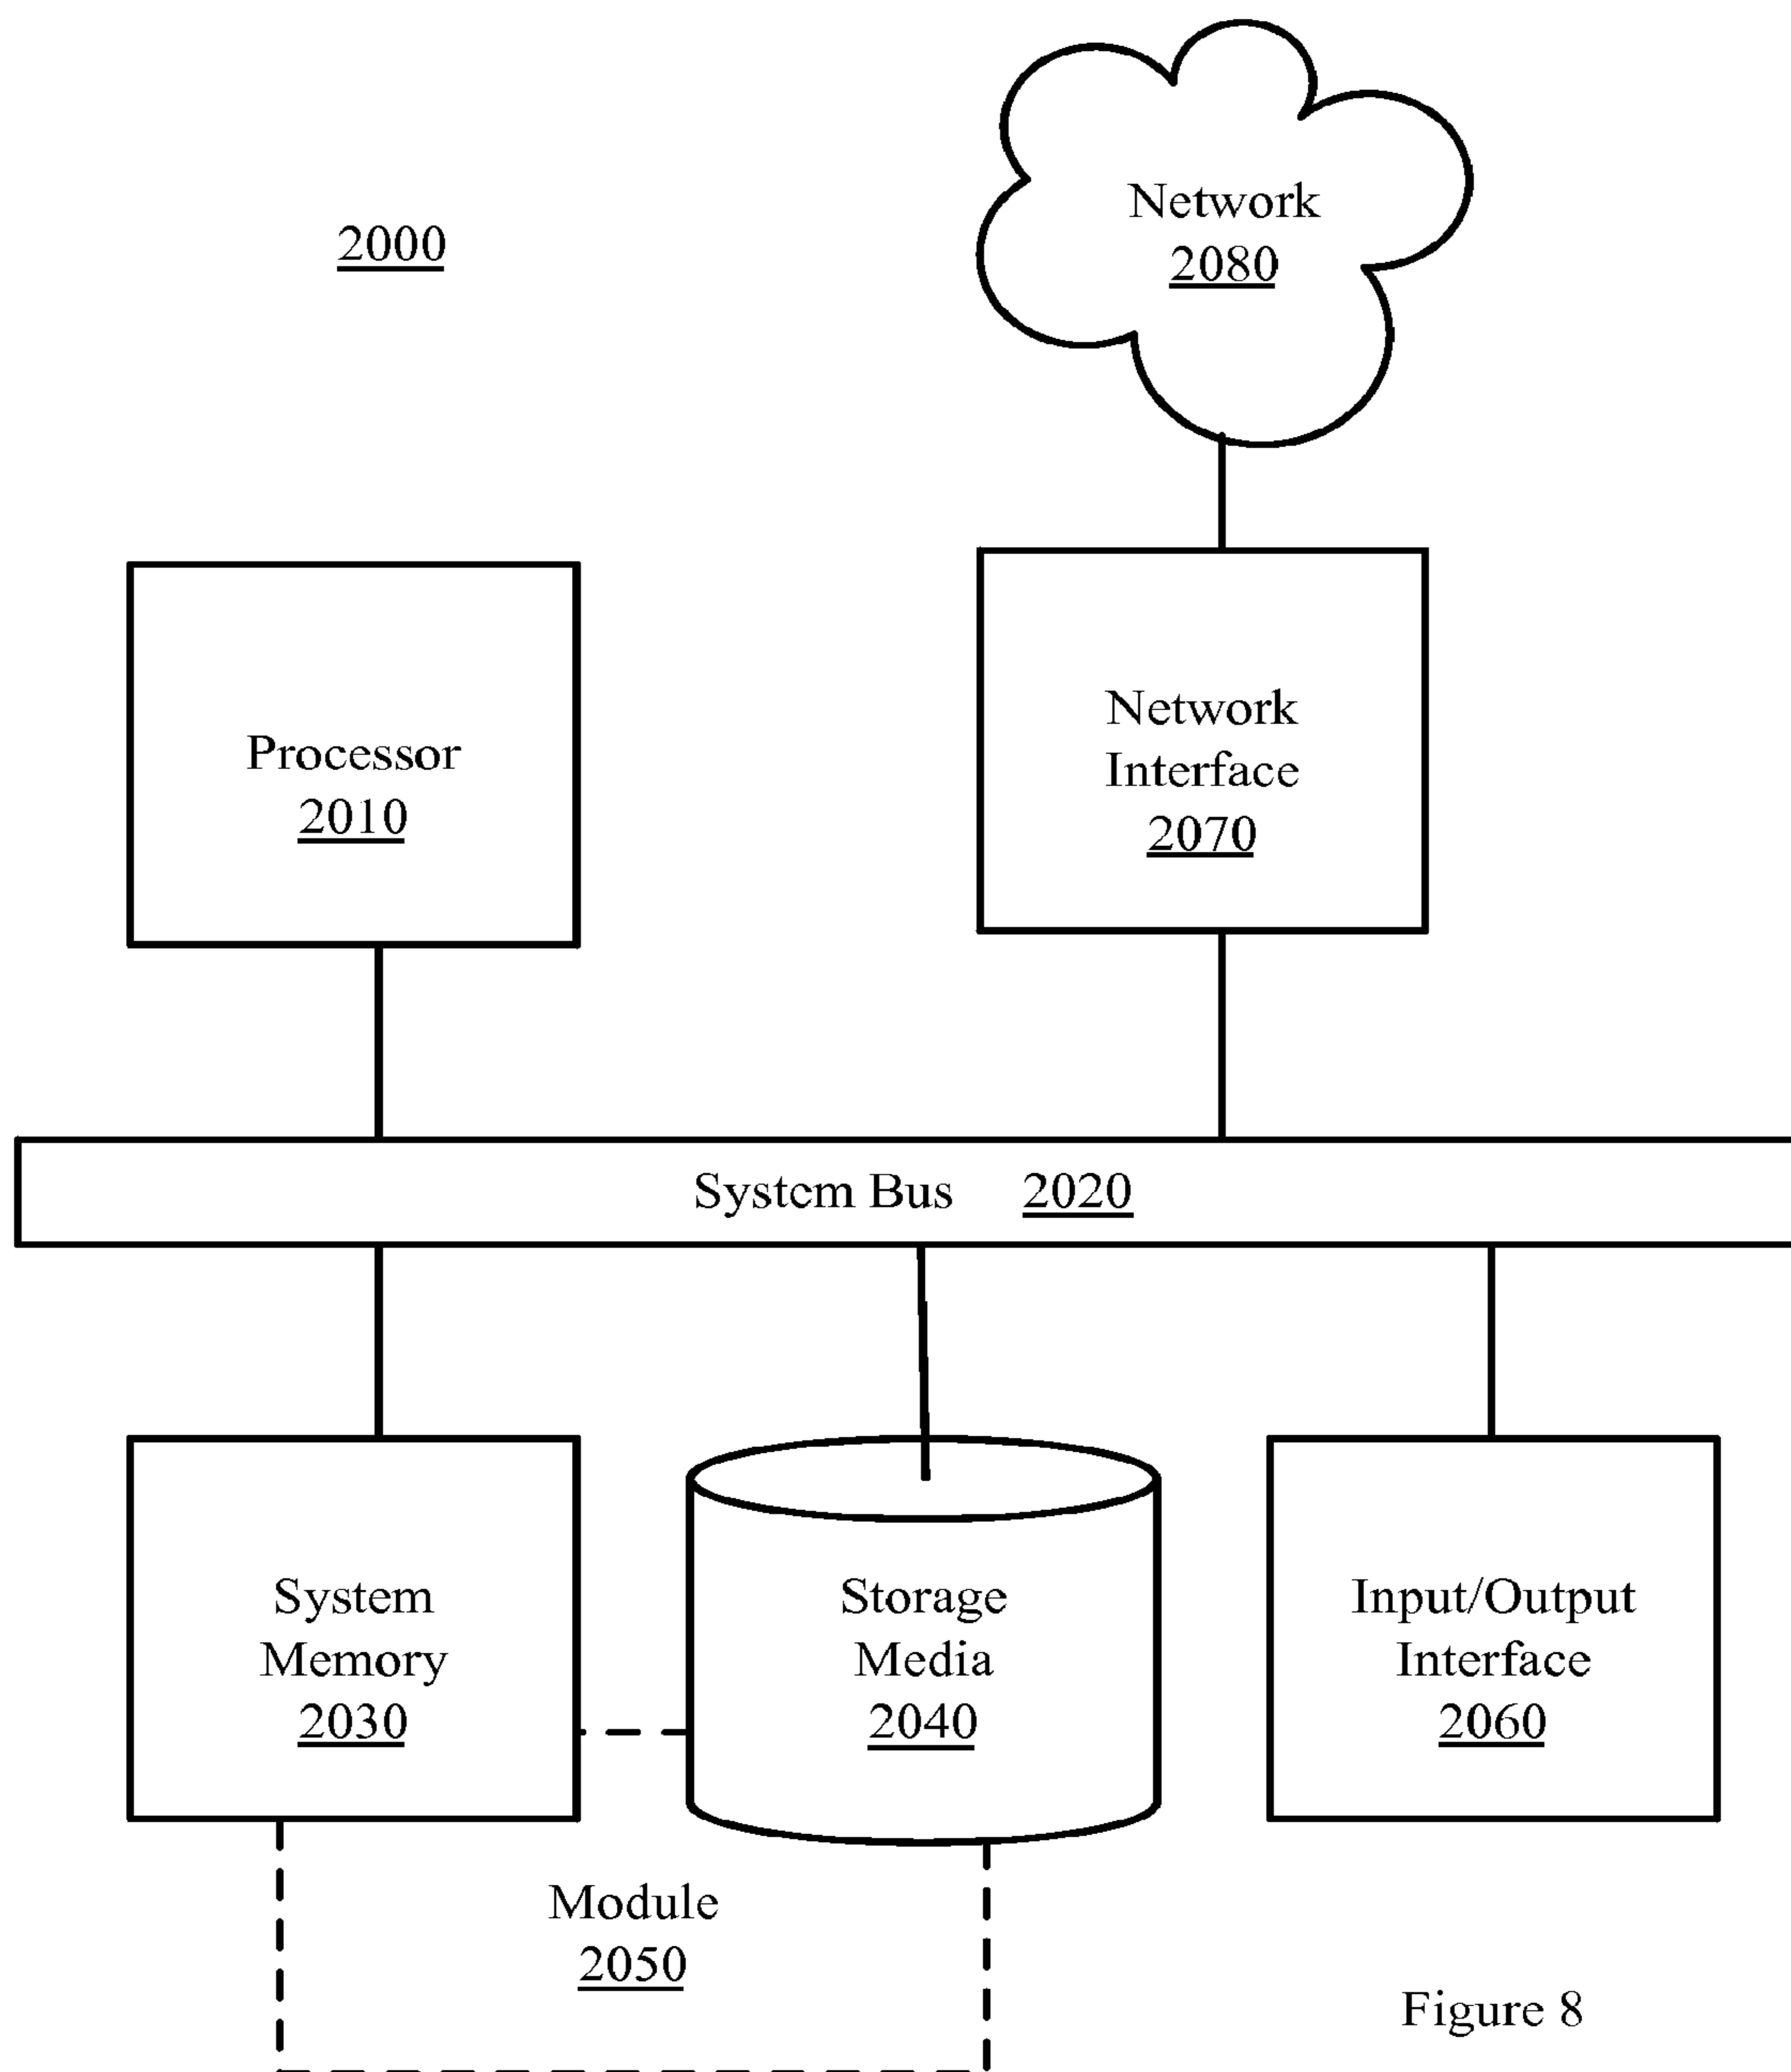 Network
2080
2000
Network
Interface
2070
Processor
2010
System Bus 2020
System
Memory
2030
Storage
Media
2040
Input/Output
Interface
2060
Module
2050
Figure 8